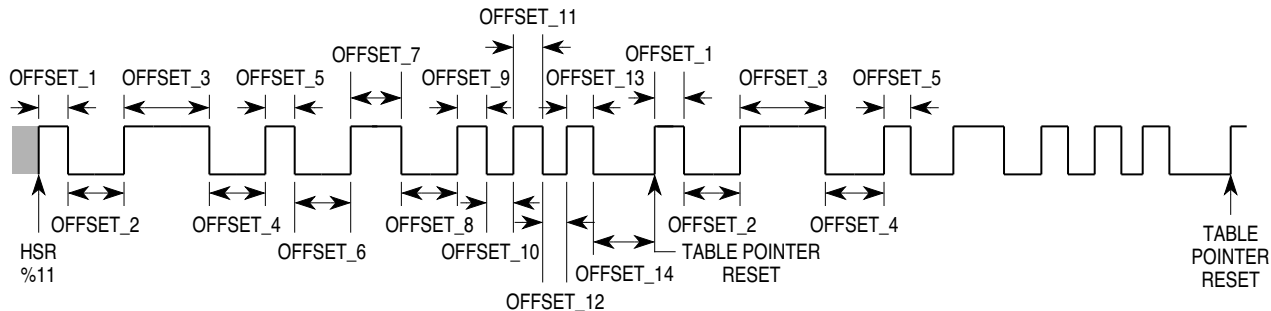 OFFSET_11
OFFSET_7
OFFSET_1
OFFSET_1
OFFSET_3
OFFSET_5
OFFSET_9
OFFSET_13
OFFSET_3
OFFSET_5
OFFSET_2
OFFSET_4
OFFSET_6
OFFSET_8
OFFSET_10
OFFSET_12
OFFSET_14
OFFSET_2
OFFSET_4
HSR
%11
TABLE POINTER
RESET
TABLE
POINTER
RESET